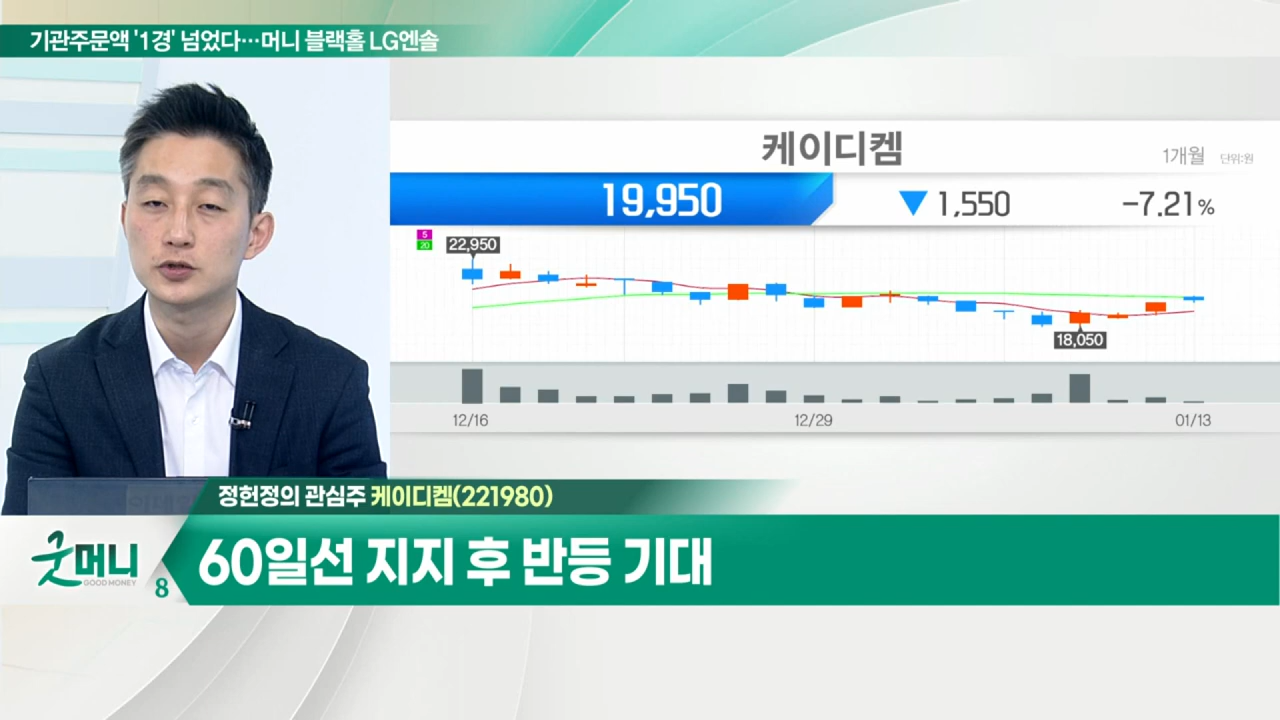 기관주문액 '1경' 넘었다…머니 블랙홀 LG엔솔
케이디켐
1개월 단위:원
19,950 ▼ 1,550 -7.21%
5
20
22,950
18,050
12/16 12/29 01/13
정헌정의 관심주 케이디켐(221980)
굿머니
GOOD MONEY
8
60일선 지지 후 반등 기대